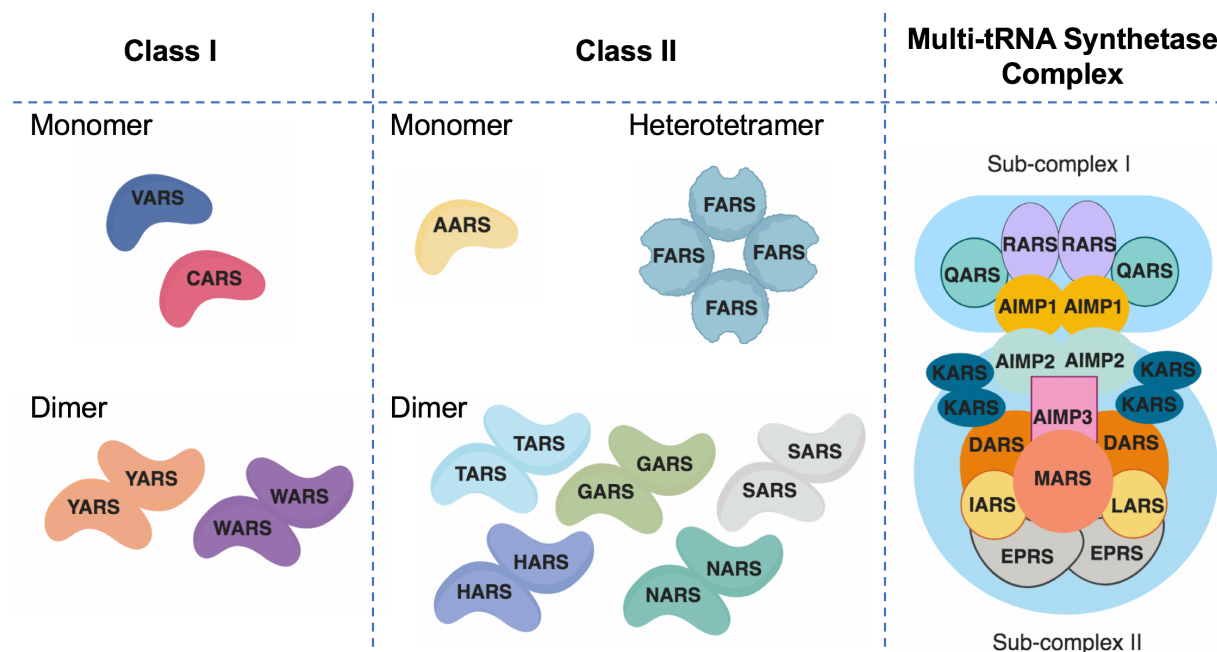 Class I
Class II
Multi-tRNA Synthetase
Complex
Monomer
VARS
CARS
Dimer
YARS
YARS
WARS
WARS
Monomer
AARS
Heterotetramer
FARS
FARS
FARS
FARS
Dimer
TARS
TARS
GARS
GARS
SARS
SARS
HARS
HARS
NARS
NARS
Sub-complex I
RARS RARS
QARS QARS
AIMP1 AIMP1
AIMP2 AIMP2
KARS KARS
KARS KARS
AIMP3
DARS DARS
MARS
IARS LARS
EPRS EPRS
Sub-complex II